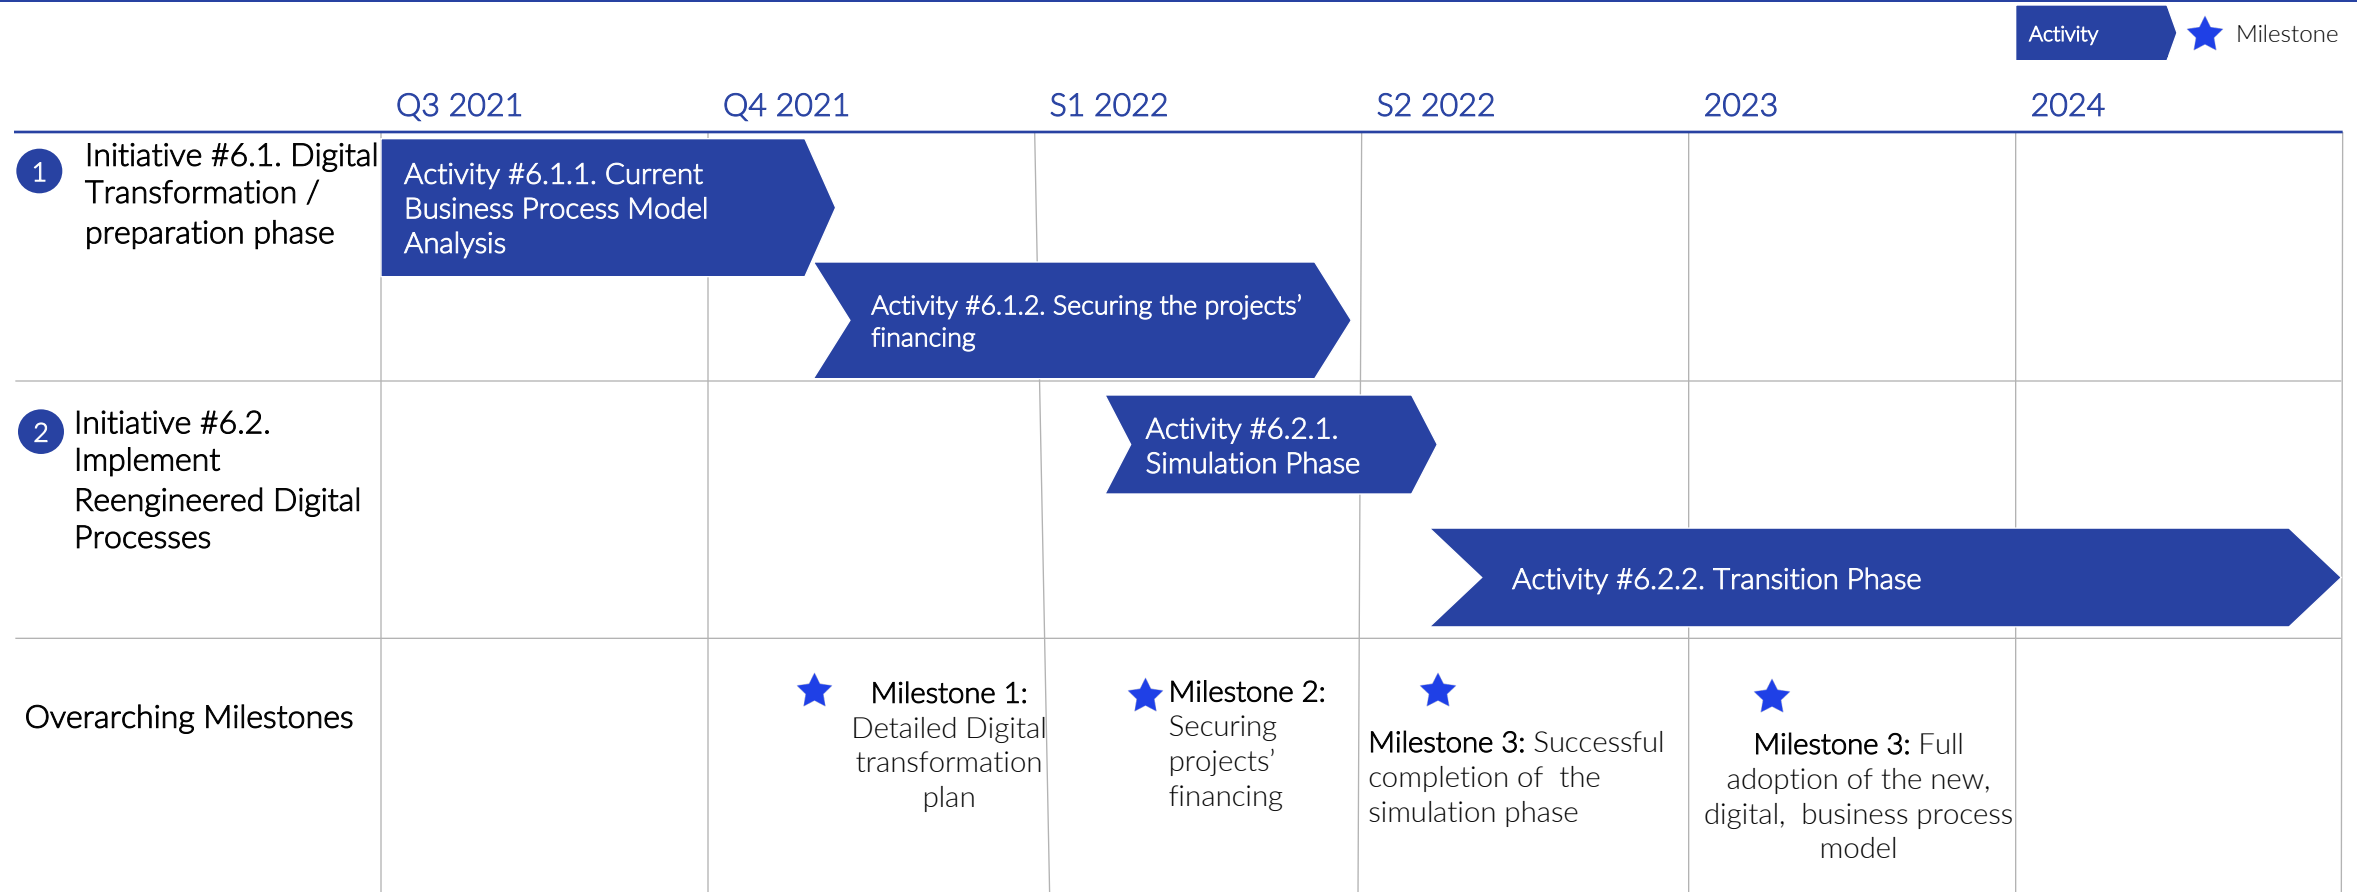 Activity
Milestone
Q3 2021
Q4 2021
S1 2022
S2 2022
2023
2024
1
Initiative #6.1. Digital
Transformation /
preparation phase
Activity #6.1.1. Current
Business Process Model
Analysis
Activity #6.1.2. Securing the projects’
financing
2
Initiative #6.2.
Implement
Reengineered Digital
Processes
Activity #6.2.1.
Simulation Phase
Activity #6.2.2. Transition Phase
Overarching Milestones
Milestone 1:
Detailed Digital
transformation
plan
Milestone 2:
Securing
projects’
financing
Milestone 3: Successful
completion of  the
simulation phase
Milestone 3: Full
adoption of the new,
digital,  business process
model